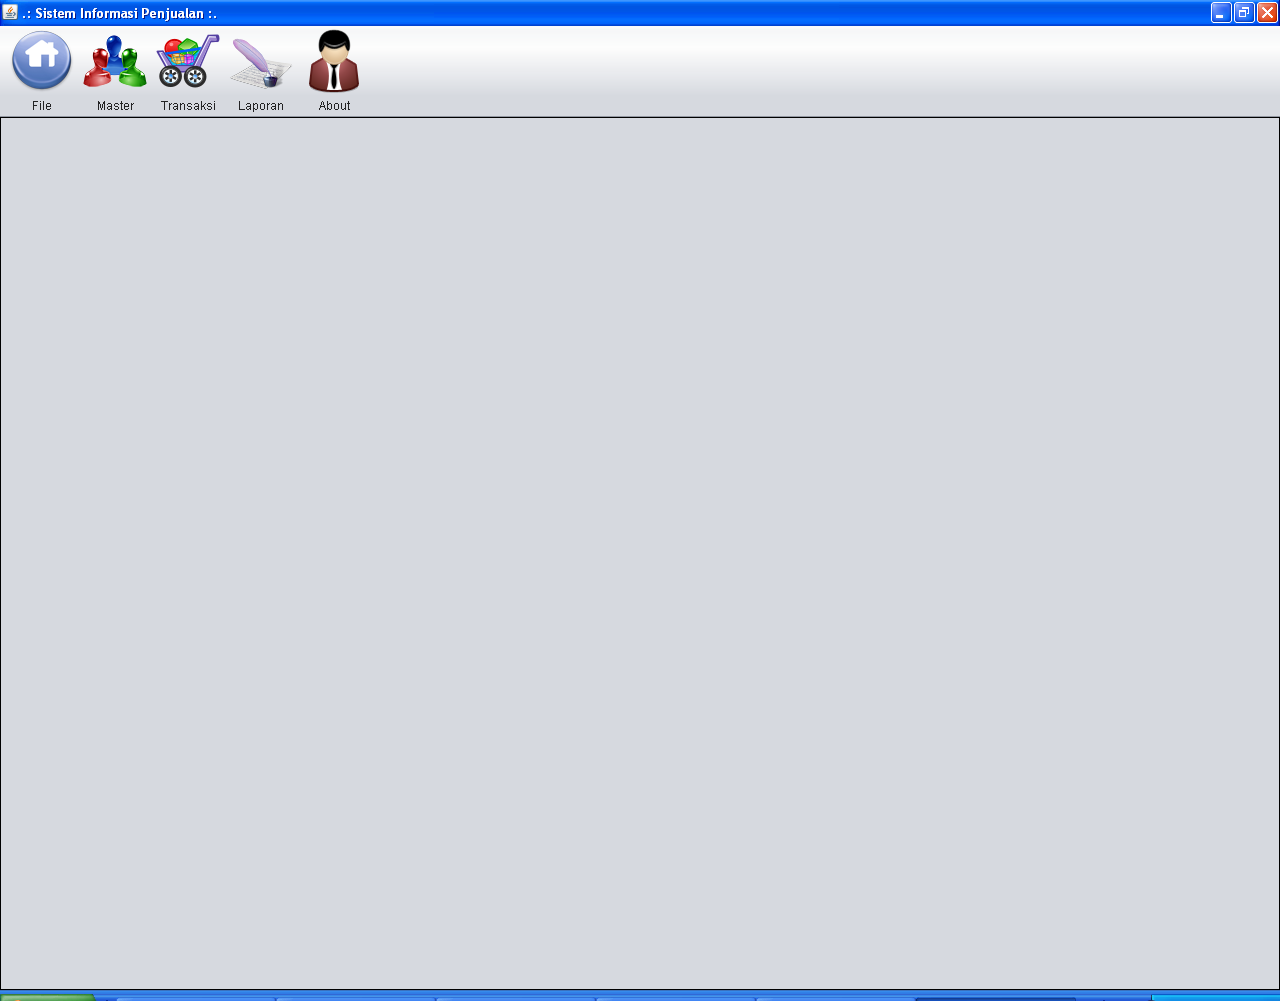 .: Sistem Informasi Penjualan :.
File Master Transaksi Laporan About